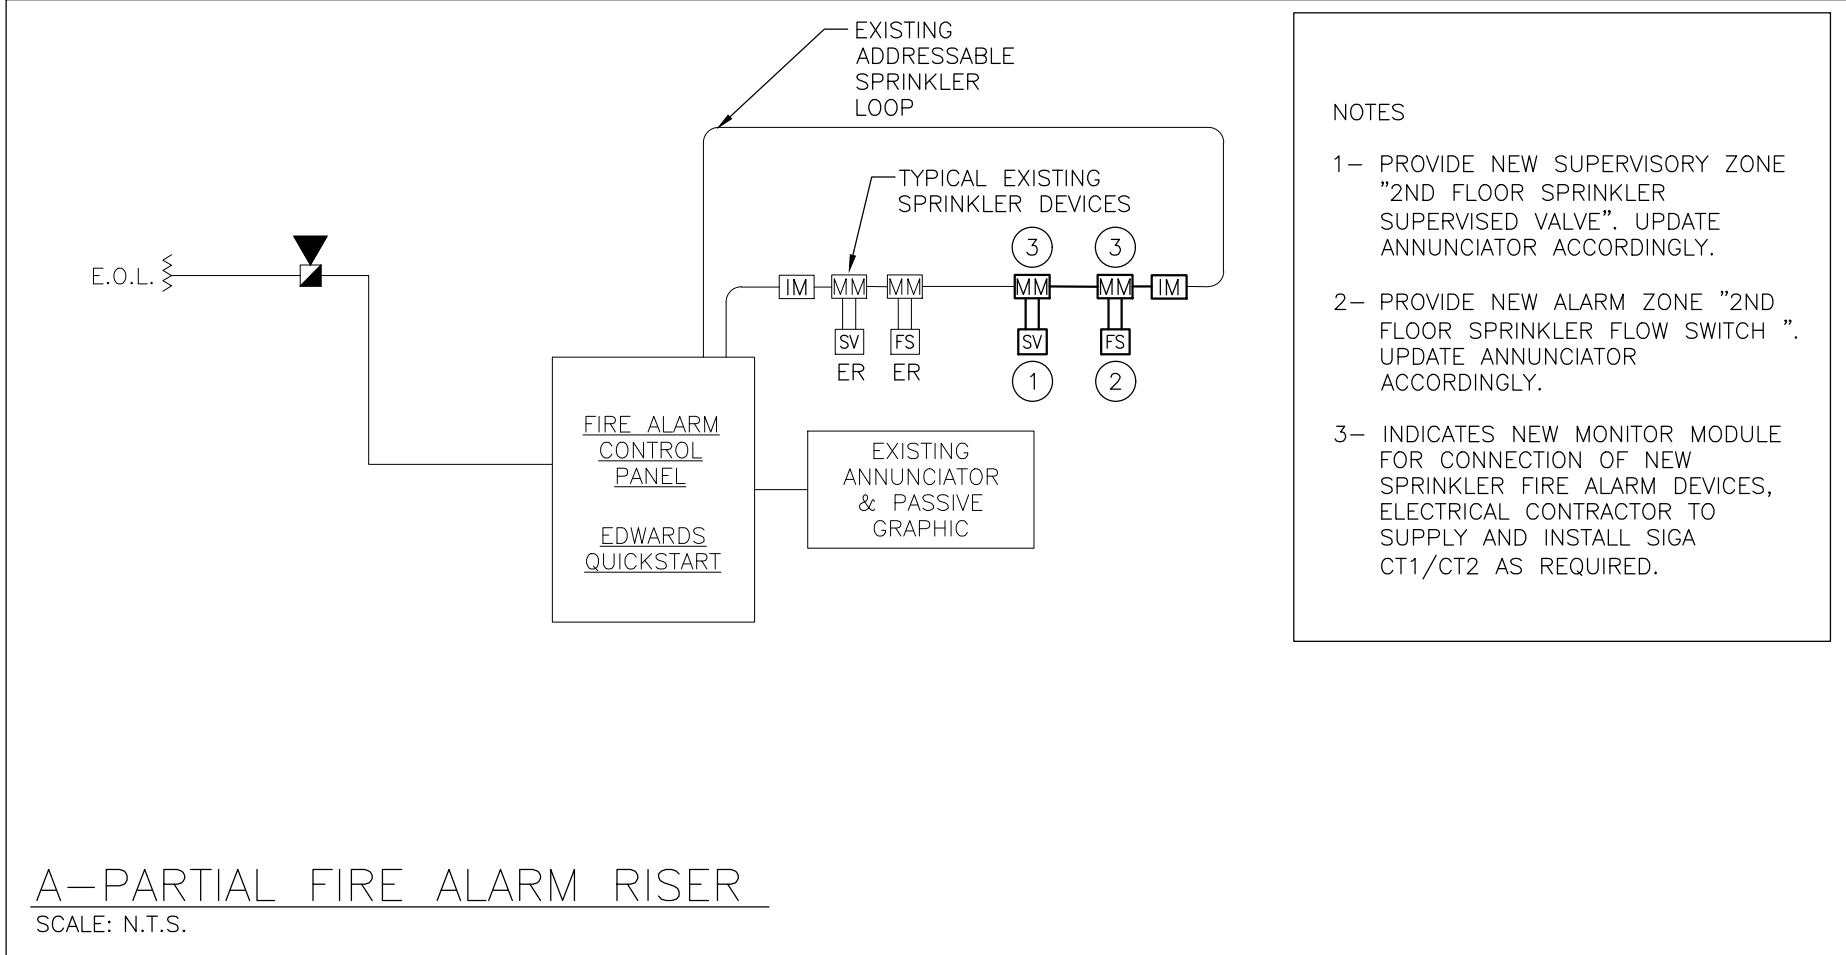 EXISTING
ADDRESSABLE
SPRINKLER
LOOP
TYPICAL EXISTING
SPRINKLER DEVICES
3
3
E.O.L.
IM
MM
MM
MM
MM
IM
SV
FS
SV
FS
ER
ER
1
2
FIRE ALARM
CONTROL
PANEL
EDWARDS
QUICKSTART
EXISTING
ANNUNCIATOR
& PASSIVE
GRAPHIC
NOTES
1- PROVIDE NEW SUPERVISORY ZONE
"2ND FLOOR SPRINKLER
SUPERVISED VALVE". UPDATE
ANNUNCIATOR ACCORDINGLY.
2- PROVIDE NEW ALARM ZONE "2ND
FLOOR SPRINKLER FLOW SWITCH ".
UPDATE ANNUNCIATOR
ACCORDINGLY.
3- INDICATES NEW MONITOR MODULE
FOR CONNECTION OF NEW
SPRINKLER FIRE ALARM DEVICES,
ELECTRICAL CONTRACTOR TO
SUPPLY AND INSTALL SIGA
CT1/CT2 AS REQUIRED.
A-PARTIAL FIRE ALARM RISER
SCALE: N.T.S.